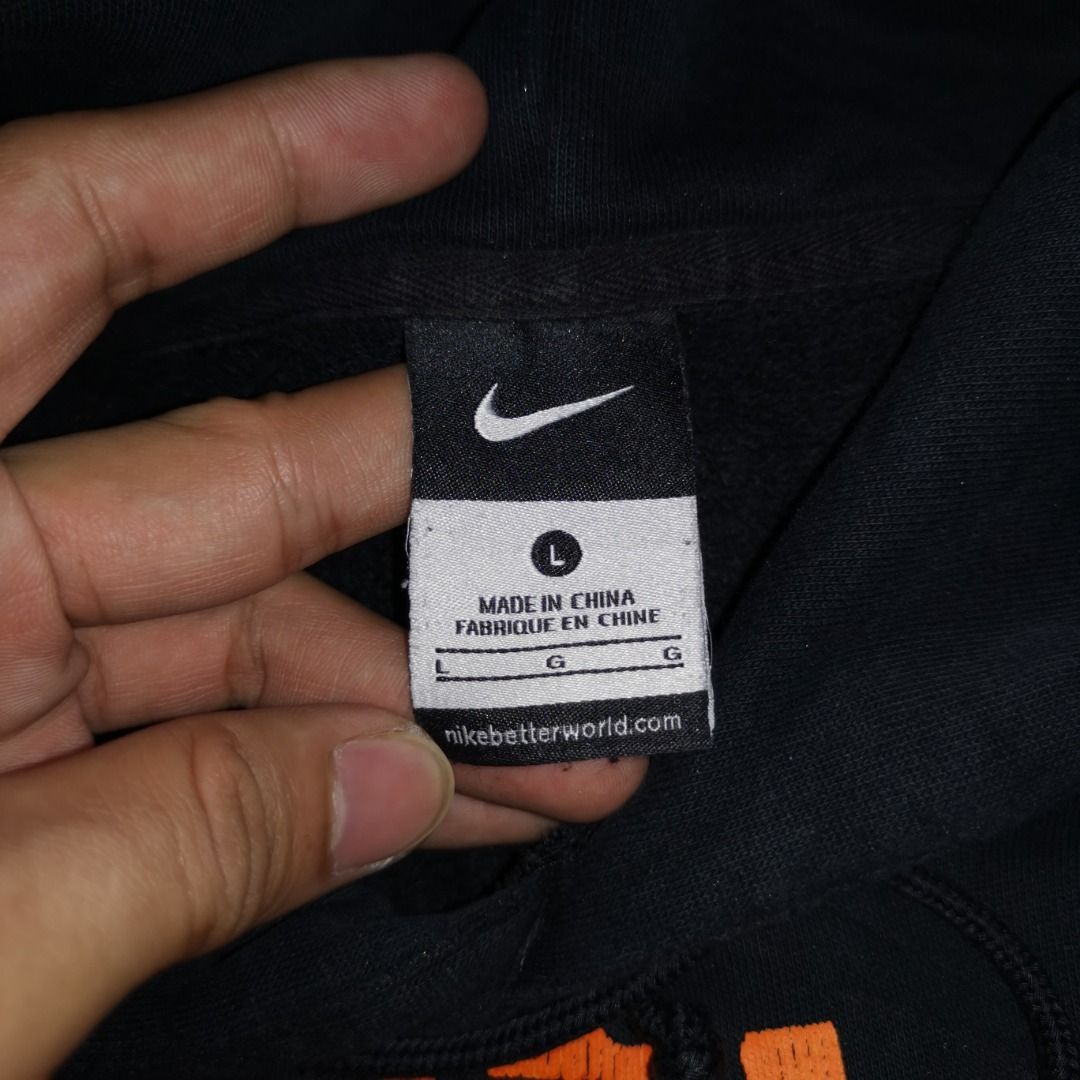 L
MADE IN CHINA
FABRIQUE EN CHINE
L G G
nikebetterworld.com